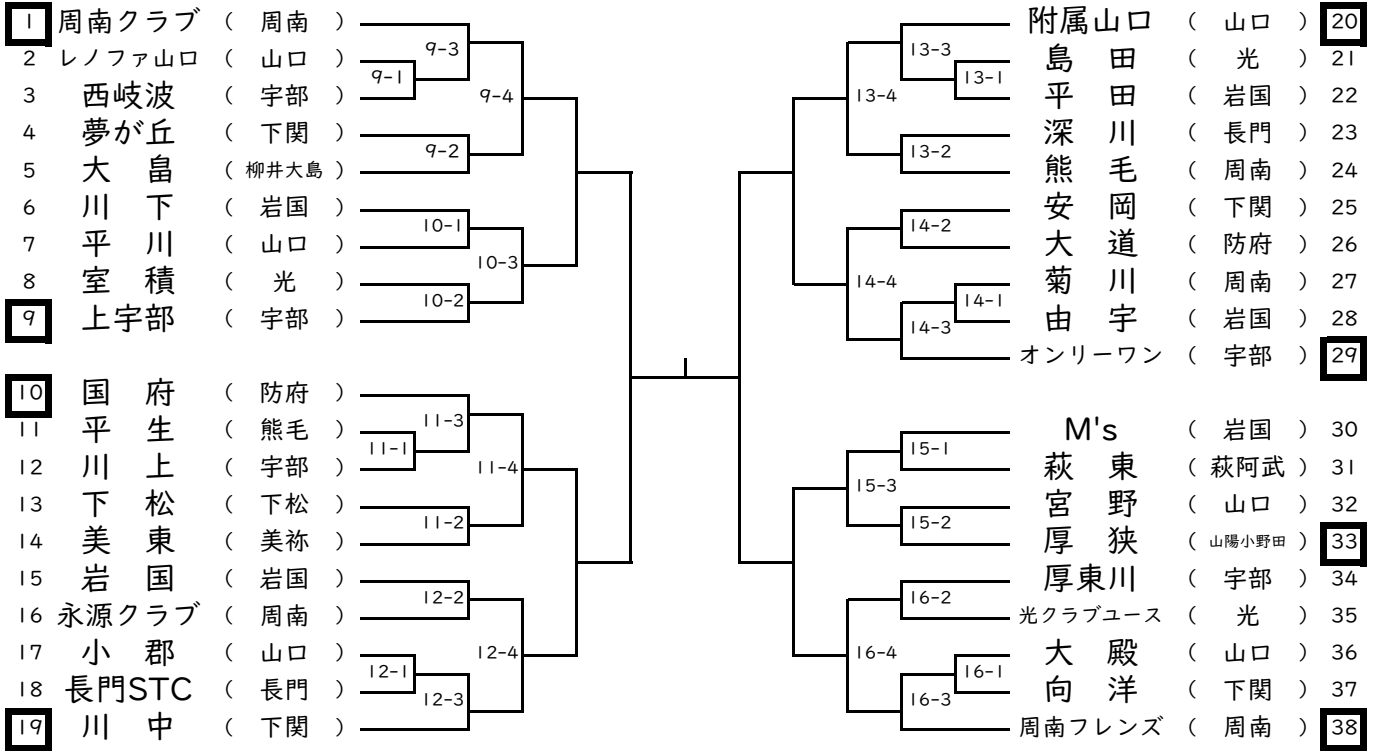 1 周南クラブ ( 周南 )
2 レノファ山口 ( 山口 )
3 西岐波 ( 宇部 )
4 夢が丘 ( 下関 )
5 大 畠 ( 柳井大島 )
6 川 下 ( 岩国 )
7 平 川 ( 山口 )
8 室 積 ( 光 )
9 上宇部 ( 宇部 )
10 国 府 ( 防府 )
11 平 生 ( 熊毛 )
12 川 上 ( 宇部 )
13 下 松 ( 下松 )
14 美 東 ( 美祢 )
15 岩 国 ( 岩国 )
16 永源クラブ ( 周南 )
17 小 郡 ( 山口 )
18 長門STC ( 長門 )
19 川 中 ( 下関 )
9-3
9-1
9-4
9-2
10-1
10-3
10-2
11-3
11-1
11-4
11-2
12-2
12-4
12-1
12-3
13-3
13-1
13-4
13-2
14-2
14-4
14-1
14-3
15-1
15-3
15-2
16-2
16-4
16-1
16-3
附属山口 ( 山口 ) 20
島 田 ( 光 ) 21
平 田 ( 岩国 ) 22
深 川 ( 長門 ) 23
熊 毛 ( 周南 ) 24
安 岡 ( 下関 ) 25
大 道 ( 防府 ) 26
菊 川 ( 周南 ) 27
由 宇 ( 岩国 ) 28
オンリーワン ( 宇部 ) 29
M's ( 岩国 ) 30
萩 東 ( 萩阿武 ) 31
宮 野 ( 山口 ) 32
厚 狭 ( 山陽小野田 ) 33
厚東川 ( 宇部 ) 34
光クラブユース ( 光 ) 35
大 殿 ( 山口 ) 36
向 洋 ( 下関 ) 37
周南フレンズ ( 周南 ) 38